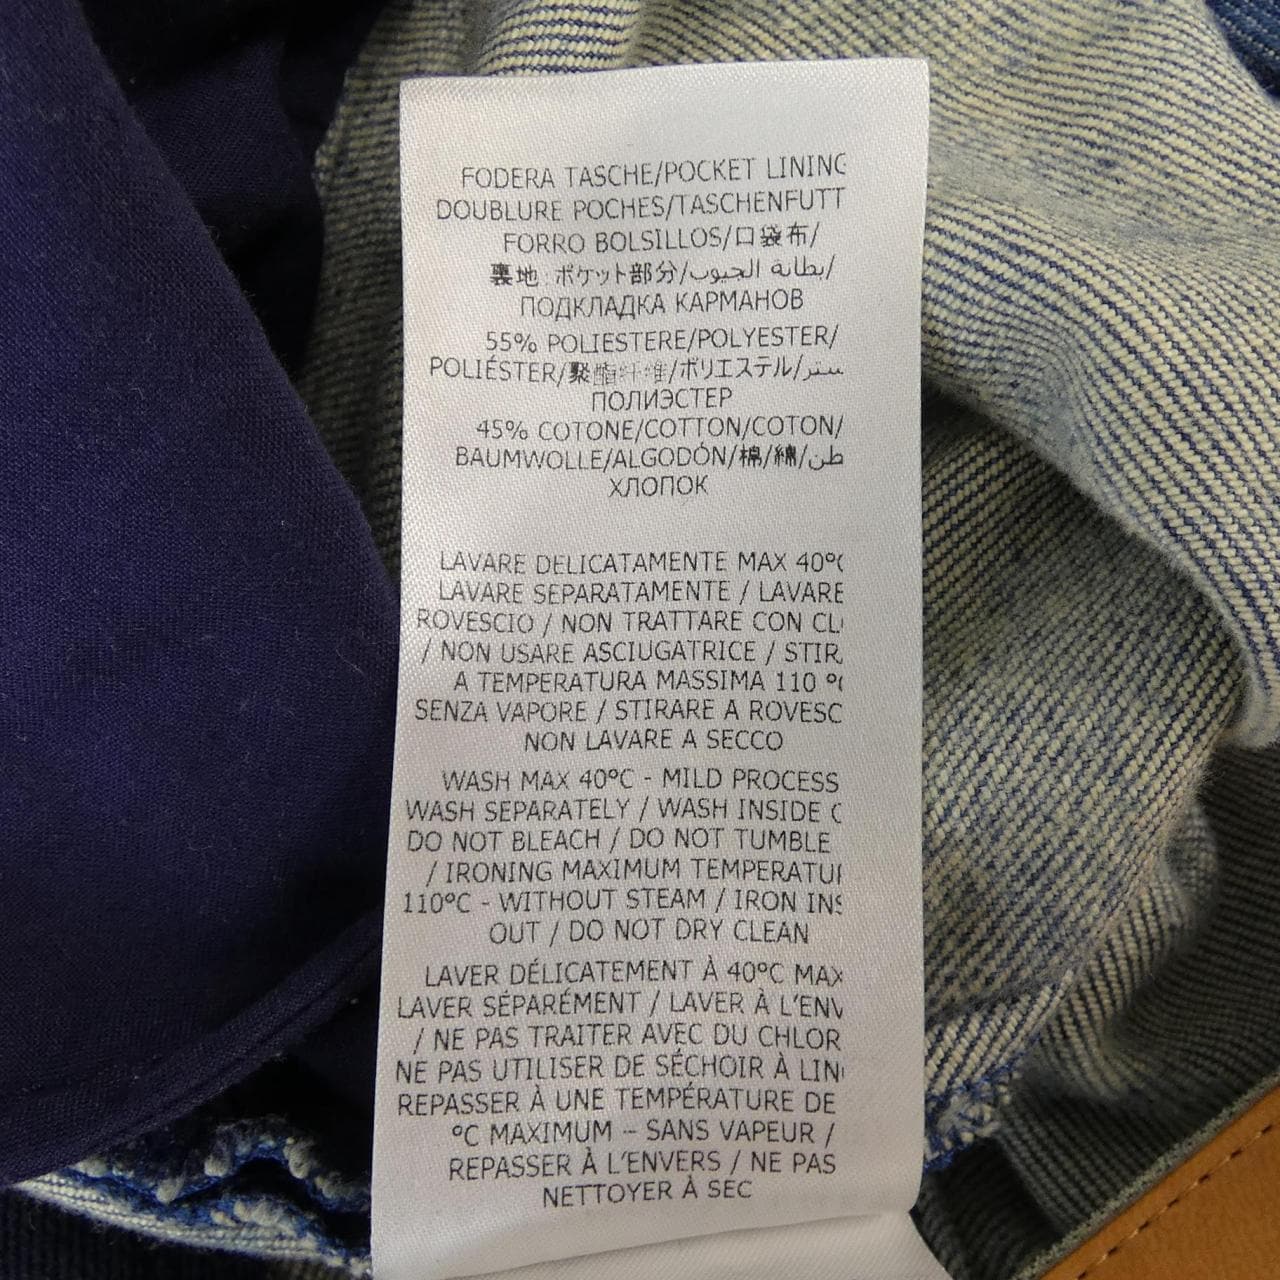 FODERA TASCHE/POCKET LINING
DOUBLURE POCHES/TASCHENFUTT
FORRO BOLSILLOS/口袋布/
裏地:ポケット部分/بطانة الجيوب/
ПОДКЛАДКА КАРМАНОВ
55% POLIESTERE/POLYESTER/
POLIÉSTER/聚酯纤维/ポリエステル/ستر
ПОЛИЭСТЕР
45% COTONE/COTTON/COTON/
BAUMWOLLE/ALGODÓN/棉/綿/طن
ХЛОПОК
LAVARE DELICATAMENTE MAX 40°C
LAVARE SEPARATAMENTE / LAVARE
ROVESCIO / NON TRATTARE CON CL
/ NON USARE ASCIUGATRICE / STIR
A TEMPERATURA MASSIMA 110 °C
SENZA VAPORE / STIRARE A ROVESC
NON LAVARE A SECCO
WASH MAX 40°C - MILD PROCESS
WASH SEPARATELY / WASH INSIDE
DO NOT BLEACH / DO NOT TUMBLE
/ IRONING MAXIMUM TEMPERATU
110°C - WITHOUT STEAM / IRON INS
OUT / DO NOT DRY CLEAN
LAVER DÉLICATEMENT À 40°C MAX
LAVER SÉPARÉMENT / LAVER À L'ENV
/ NE PAS TRAITER AVEC DU CHLOR
NE PAS UTILISER DE SÉCHOIR À LIN
REPASSER À UNE TEMPÉRATURE DE
°C MAXIMUM – SANS VAPEUR /
REPASSER À L'ENVERS / NE PAS
NETTOYER À SEC